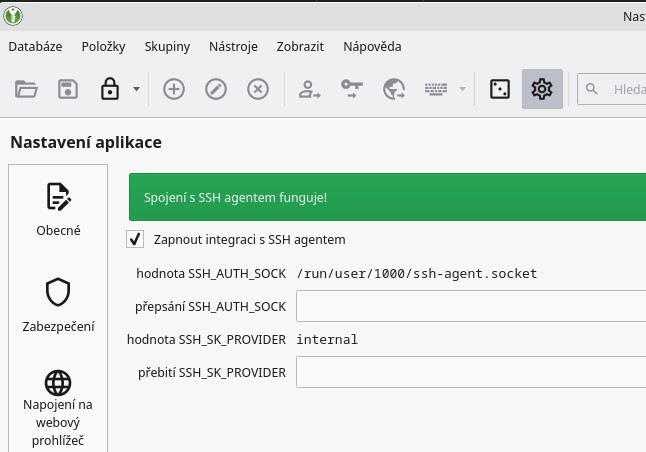 Nas
Databáze Položky Skupiny Nástroje Zobrazit Nápověda
Hleda
Nastavení aplikace
Obecné
Zabezpečení
Napojení na
webový
prohlížeč
Spojení s SSH agentem funguje!
Zapnout integraci s SSH agentem
hodnota SSH_AUTH_SOCK /run/user/1000/ssh-agent.socket
přepsání SSH_AUTH_SOCK
hodnota SSH_SK_PROVIDER internal
přebití SSH_SK_PROVIDER